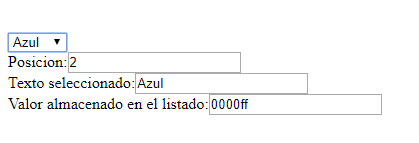 Azul
Posicion:2
Texto seleccionado:Azul
Valor almacenado en el listado:0000ff